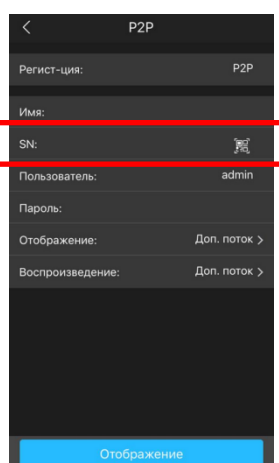 P2P
Регист-ция: P2P
Имя:
SN:
Пользователь: admin
Пароль:
Отображение: Доп. поток
Воспроизведение: Доп. поток
Отображение